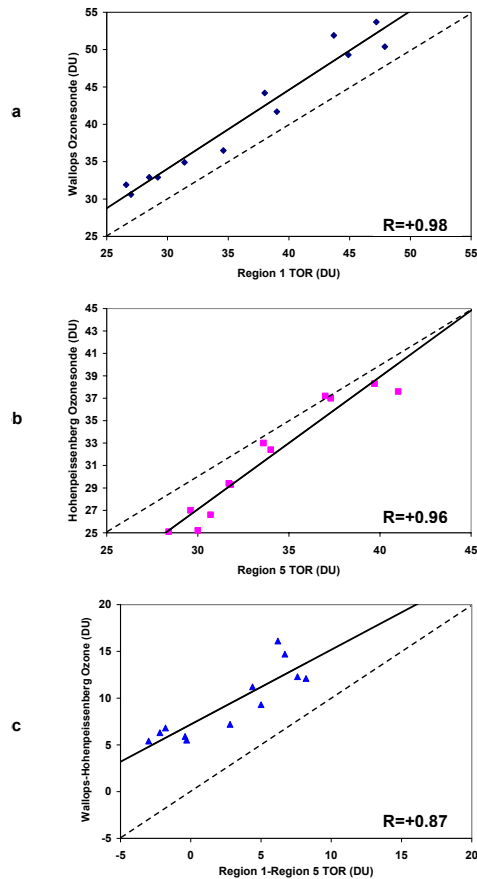 a
Wallops Ozonesonde (DU)
55
50
45
40
35
30
25
25 30 35 40 45 50 55
R=+0.98
Region 1 TOR (DU)
b
Hohenpeissenberg Ozonesonde (DU)
45
43
41
39
37
35
33
31
29
27
25
25 30 35 40 45
R=+0.96
Region 5 TOR (DU)
c
Wallops-Hohenpeissenberg Ozone (DU)
20
15
10
5
0
-5
-5 0 5 10 15 20
R=+0.87
Region 1-Region 5 TOR (DU)